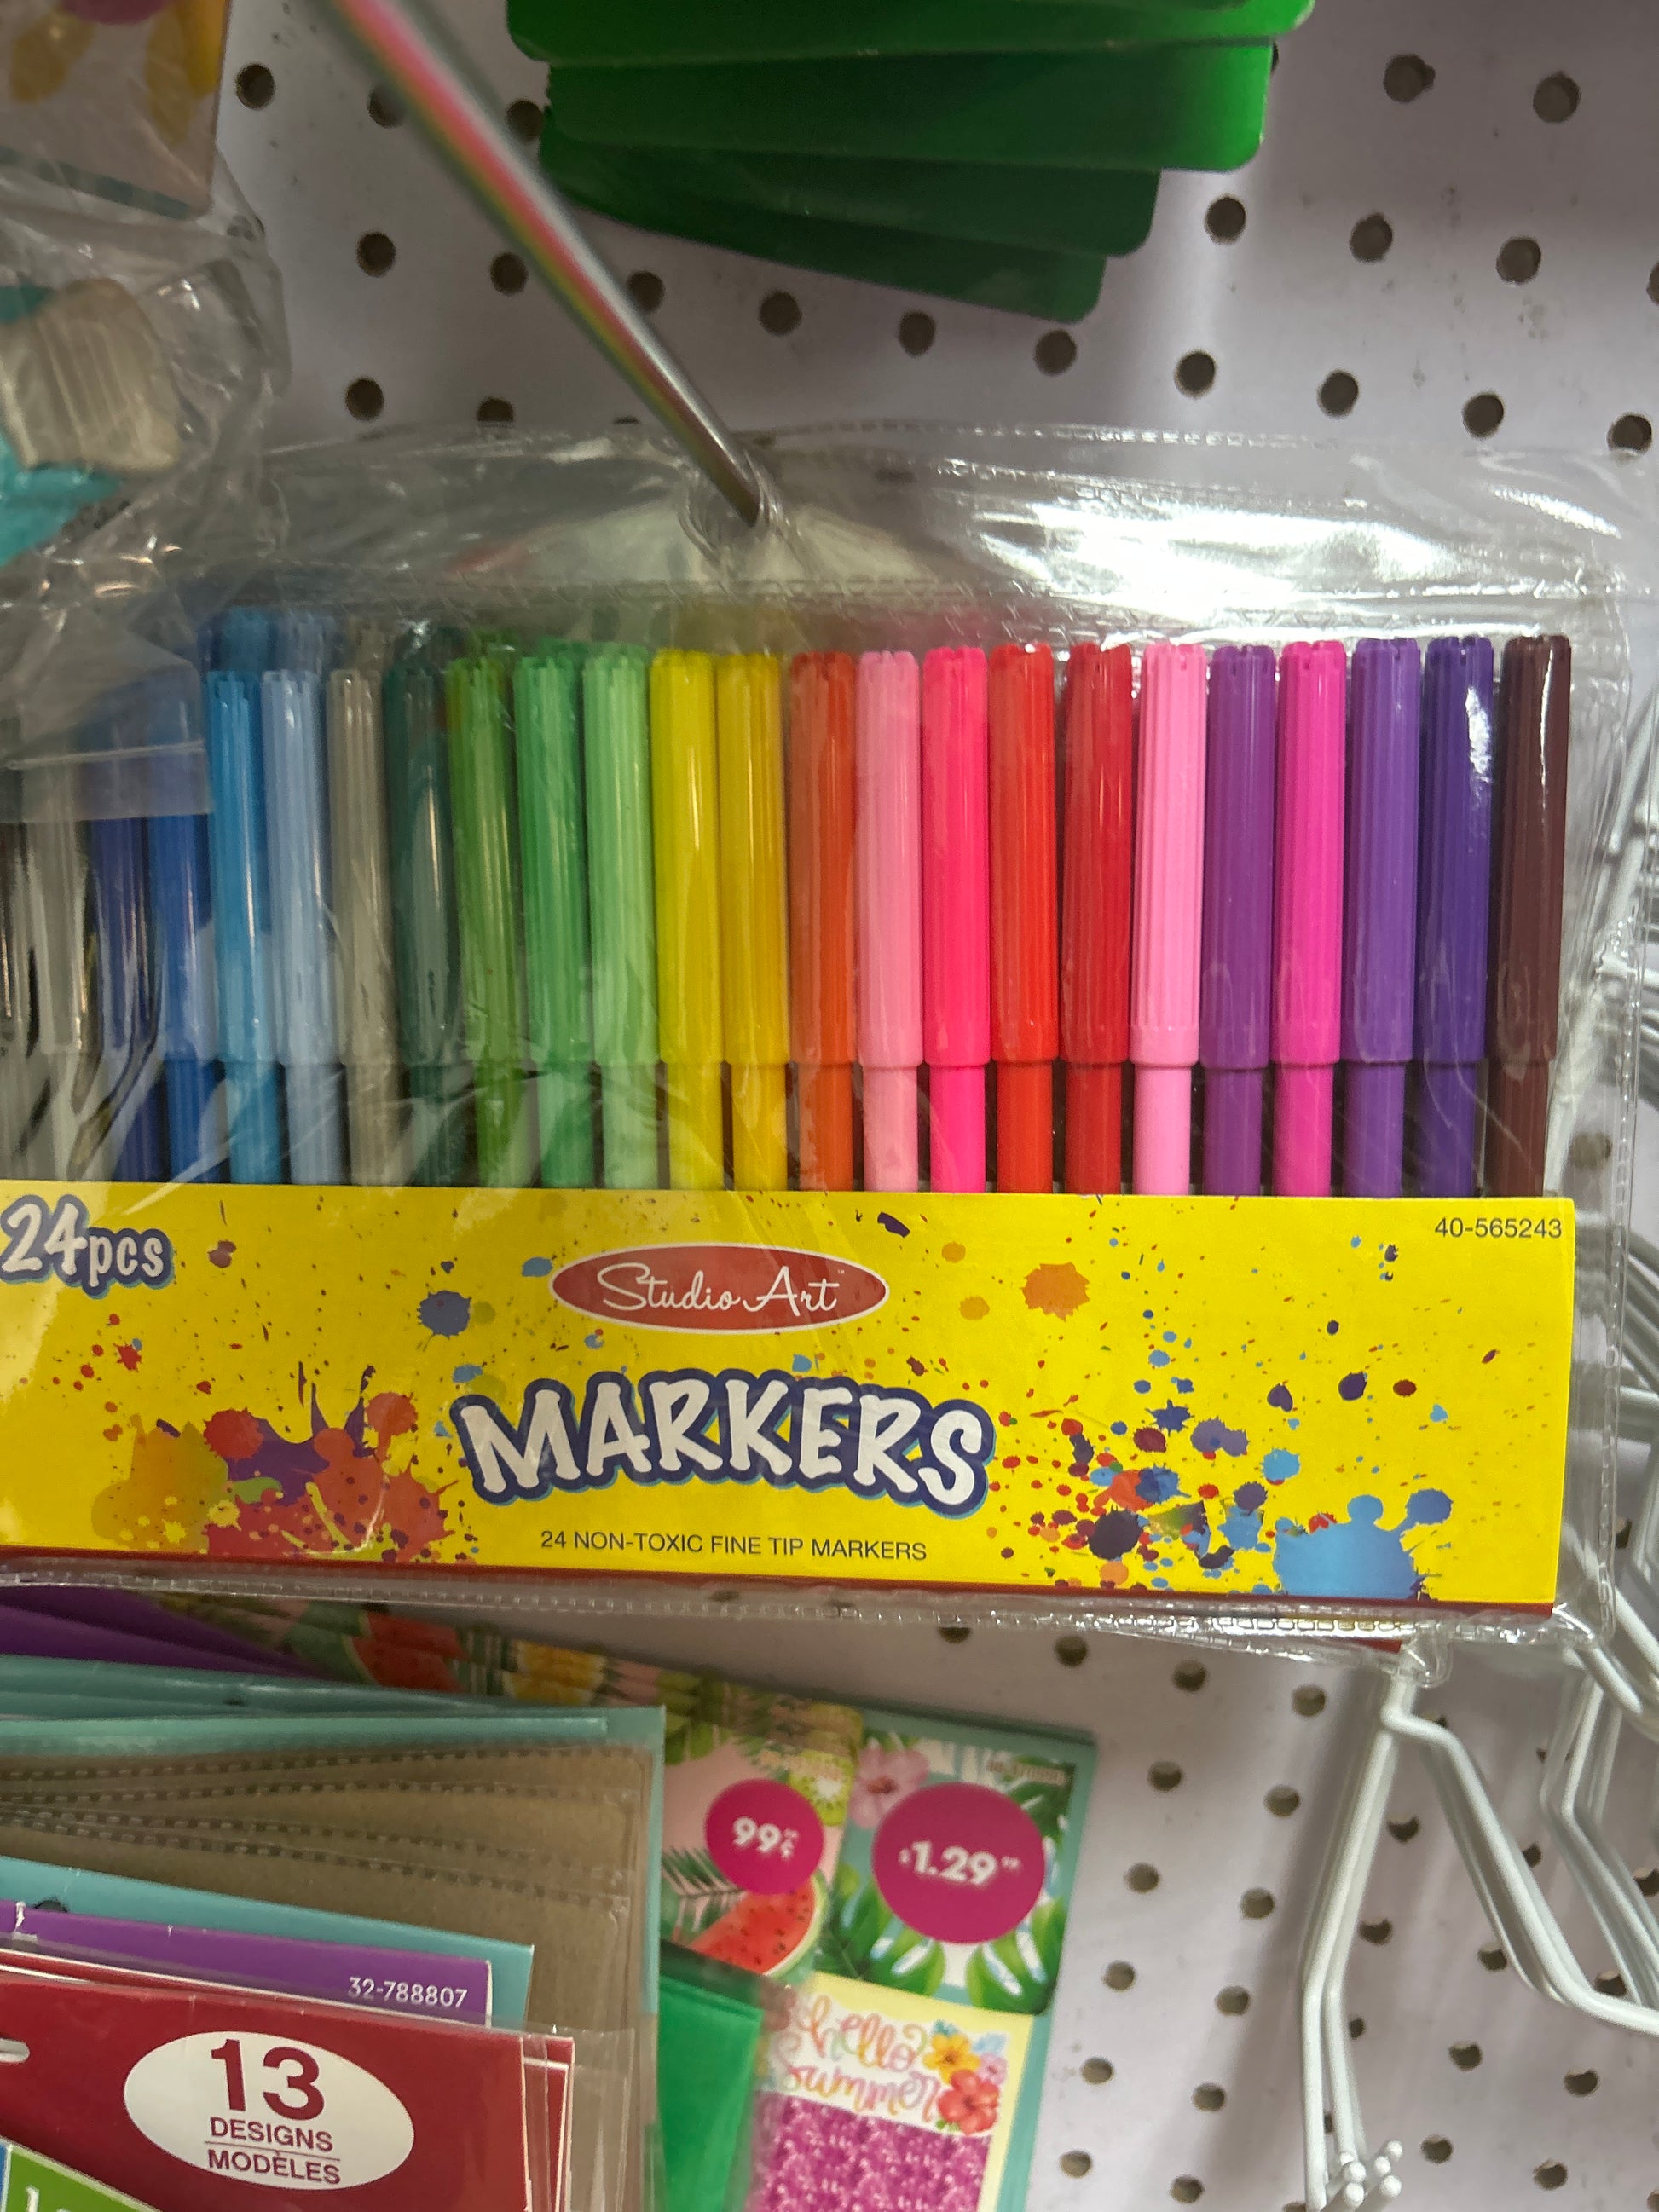 24pcs
40-565243
Studio Art
MARKERS
24 NON-TOXIC FINE TIP MARKERS
99¢
$1.29
32-788807
hello
summer
13
DESIGNS
MODÈLES